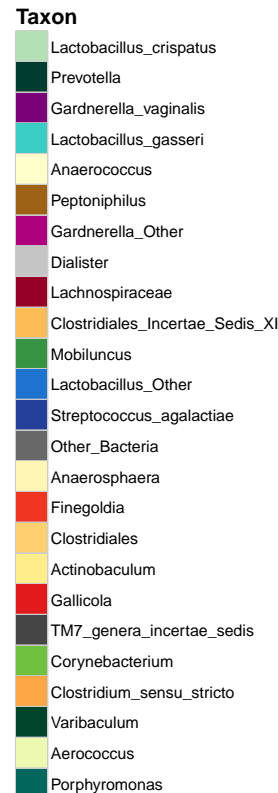 Taxon
Lactobacillus_crispatus
Prevotella
Gardnerella_vaginalis
Lactobacillus_gasseri
Anaerococcus
Peptoniphilus
Gardnerella_Other
Dialister
Lachnospiraceae
Clostridiales_Incertae_Sedis_XI
Mobiluncus
Lactobacillus_Other
Streptococcus_agalactiae
Other_Bacteria
Anaerosphaera
Finegoldia
Clostridiales
Actinobaculum
Gallicola
TM7_genera_incertae_sedis
Corynebacterium
Clostridium_sensu_stricto
Varibaculum
Aerococcus
Porphyromonas